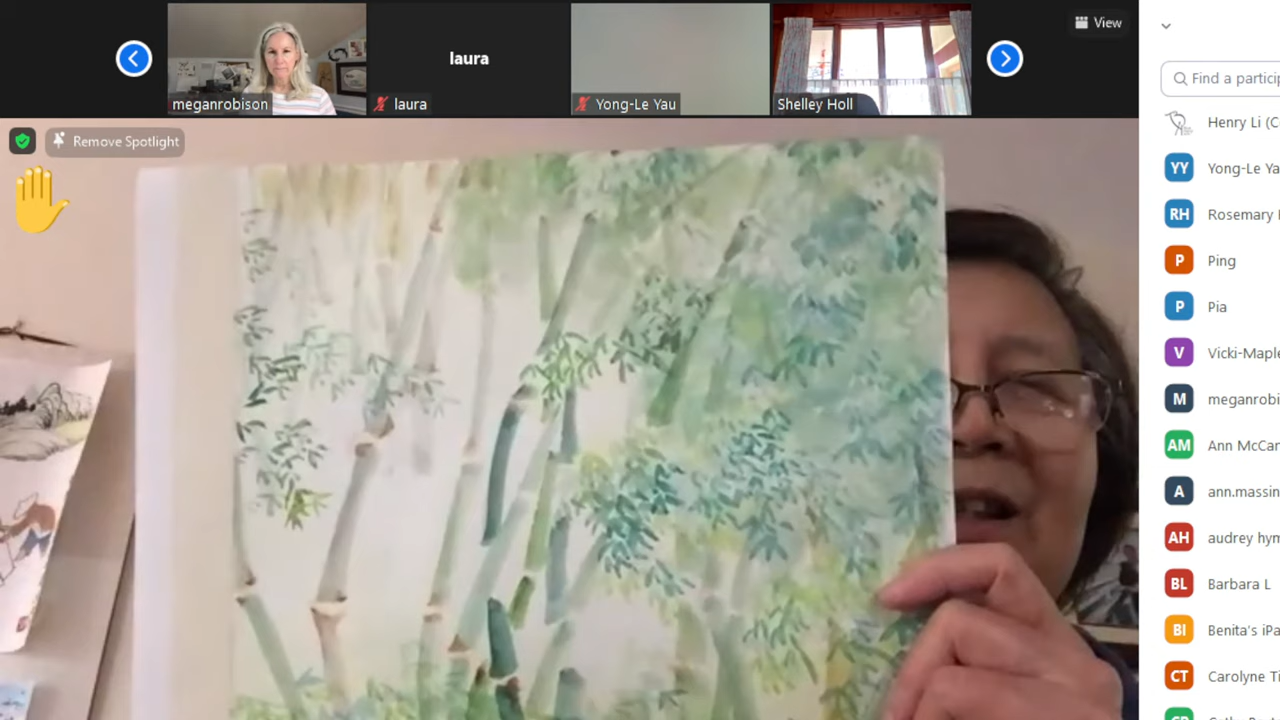 View
laura
meganrobison
laura
Yong-Le Yau
Shelley Holl
Remove Spotlight
Find a particip
Henry Li (C
YY Yong-Le Ya
RH Rosemary
P Ping
P Pia
V Vicki-Maple
M meganrobi
AM Ann McCar
A ann.massin
AH audrey hym
BL Barbara L
BI Benita's iPa
CT Carolyne Ti